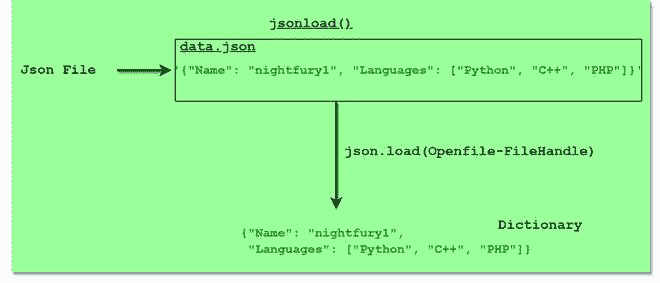 jsonload()
data.json
Json File
'{"Name": "nightfury1", "Languages": ["Python", "C++", "PHP"]}'
json.load(Openfile-FileHandle)
Dictionary
{"Name": "nightfury1",
"Languages": ["Python", "C++", "PHP"]}